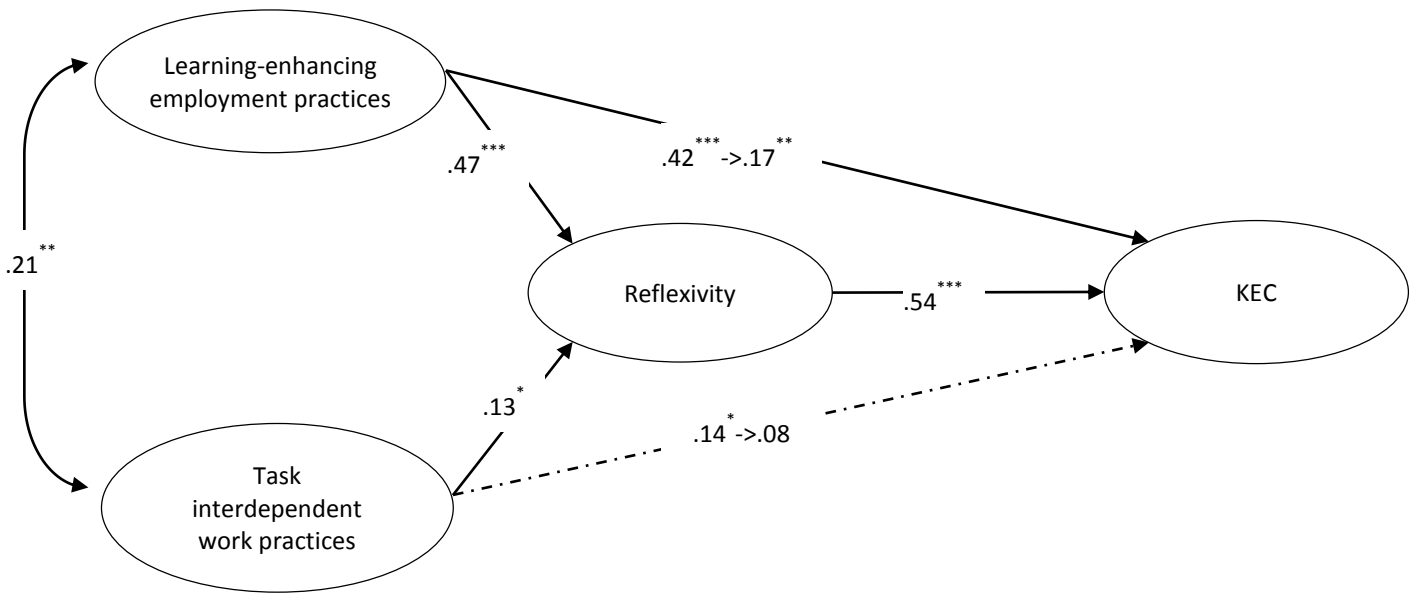 Learning-enhancing
employment practices
.47***
.42***->.17**
.21**
Reflexivity
.54***
KEC
.13*
.14*->.08
Task
interdependent
work practices